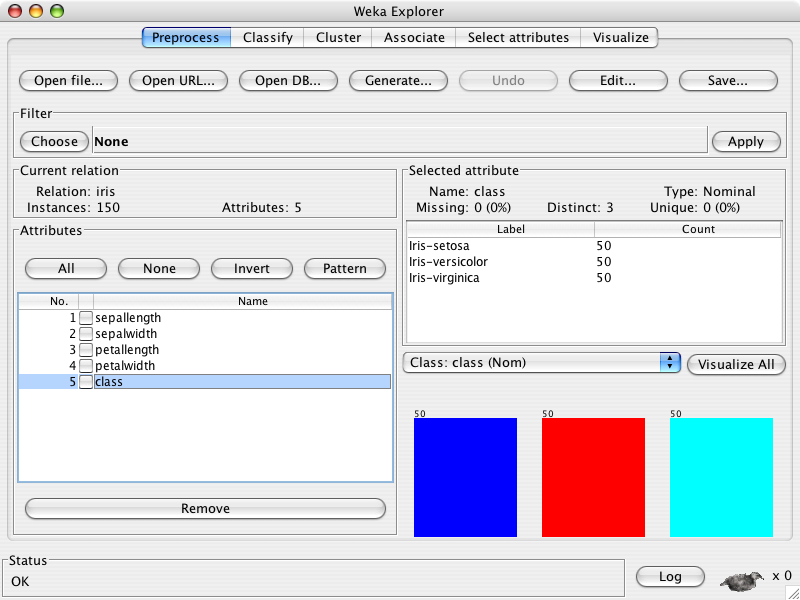 Weka Explorer
Preprocess Classify Cluster Associate Select attributes Visualize
Open file... Open URL... Open DB... Generate... Undo Edit... Save...
Filter
Choose None Apply
Current relation
Relation: iris
Instances: 150 Attributes: 5
Attributes
All None Invert Pattern
No. Name
1 sepallength
2 sepalwidth
3 petallength
4 petalwidth
5 class
Remove
Selected attribute
Name: class Type: Nominal
Missing: 0 (0%) Distinct: 3 Unique: 0 (0%)
Label Count
Iris-setosa 50
Iris-versicolor 50
Iris-virginica 50
Class: class (Nom) Visualize All
50 50 50
Status
OK
Log x 0